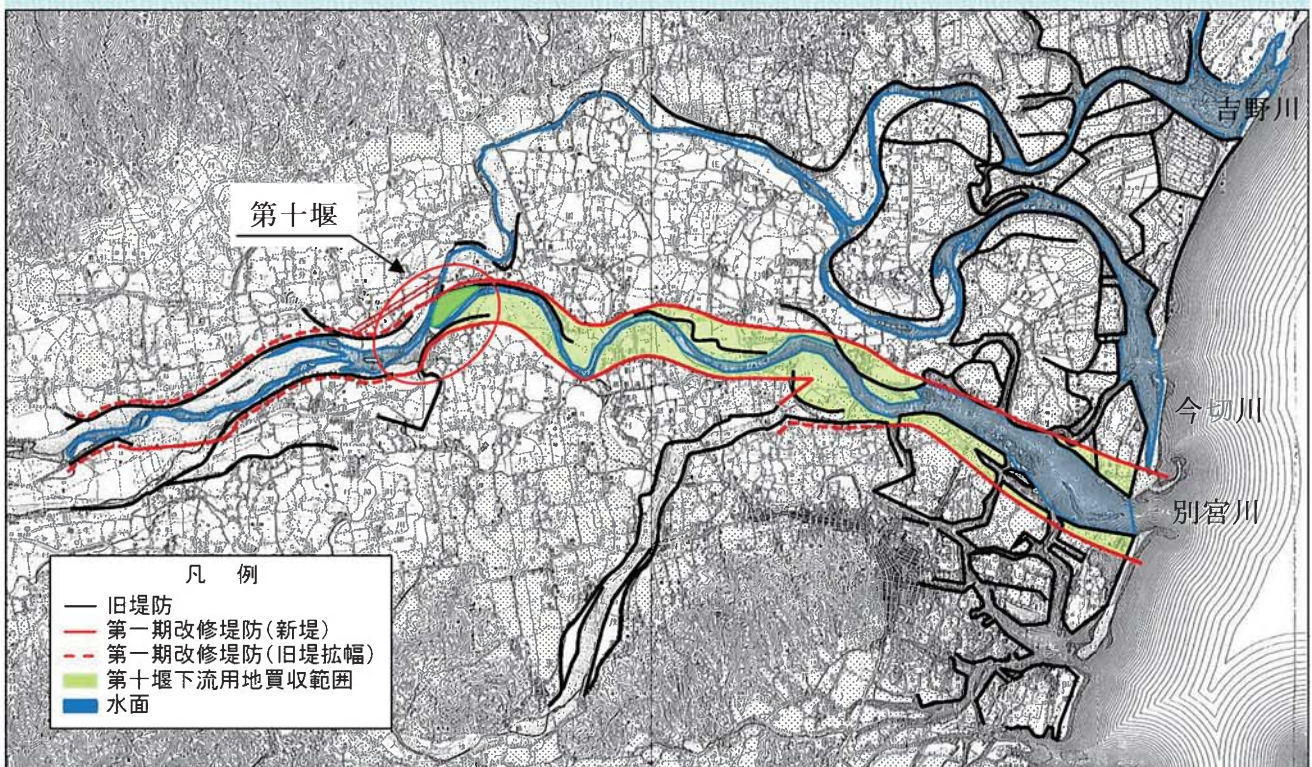 吉野川
第十堰
今切川
別宮川
凡 例
旧堤防
第一期改修堤防(新堤)
第一期改修堤防(旧堤拡幅)
第十堰下流用地買収範囲
水面